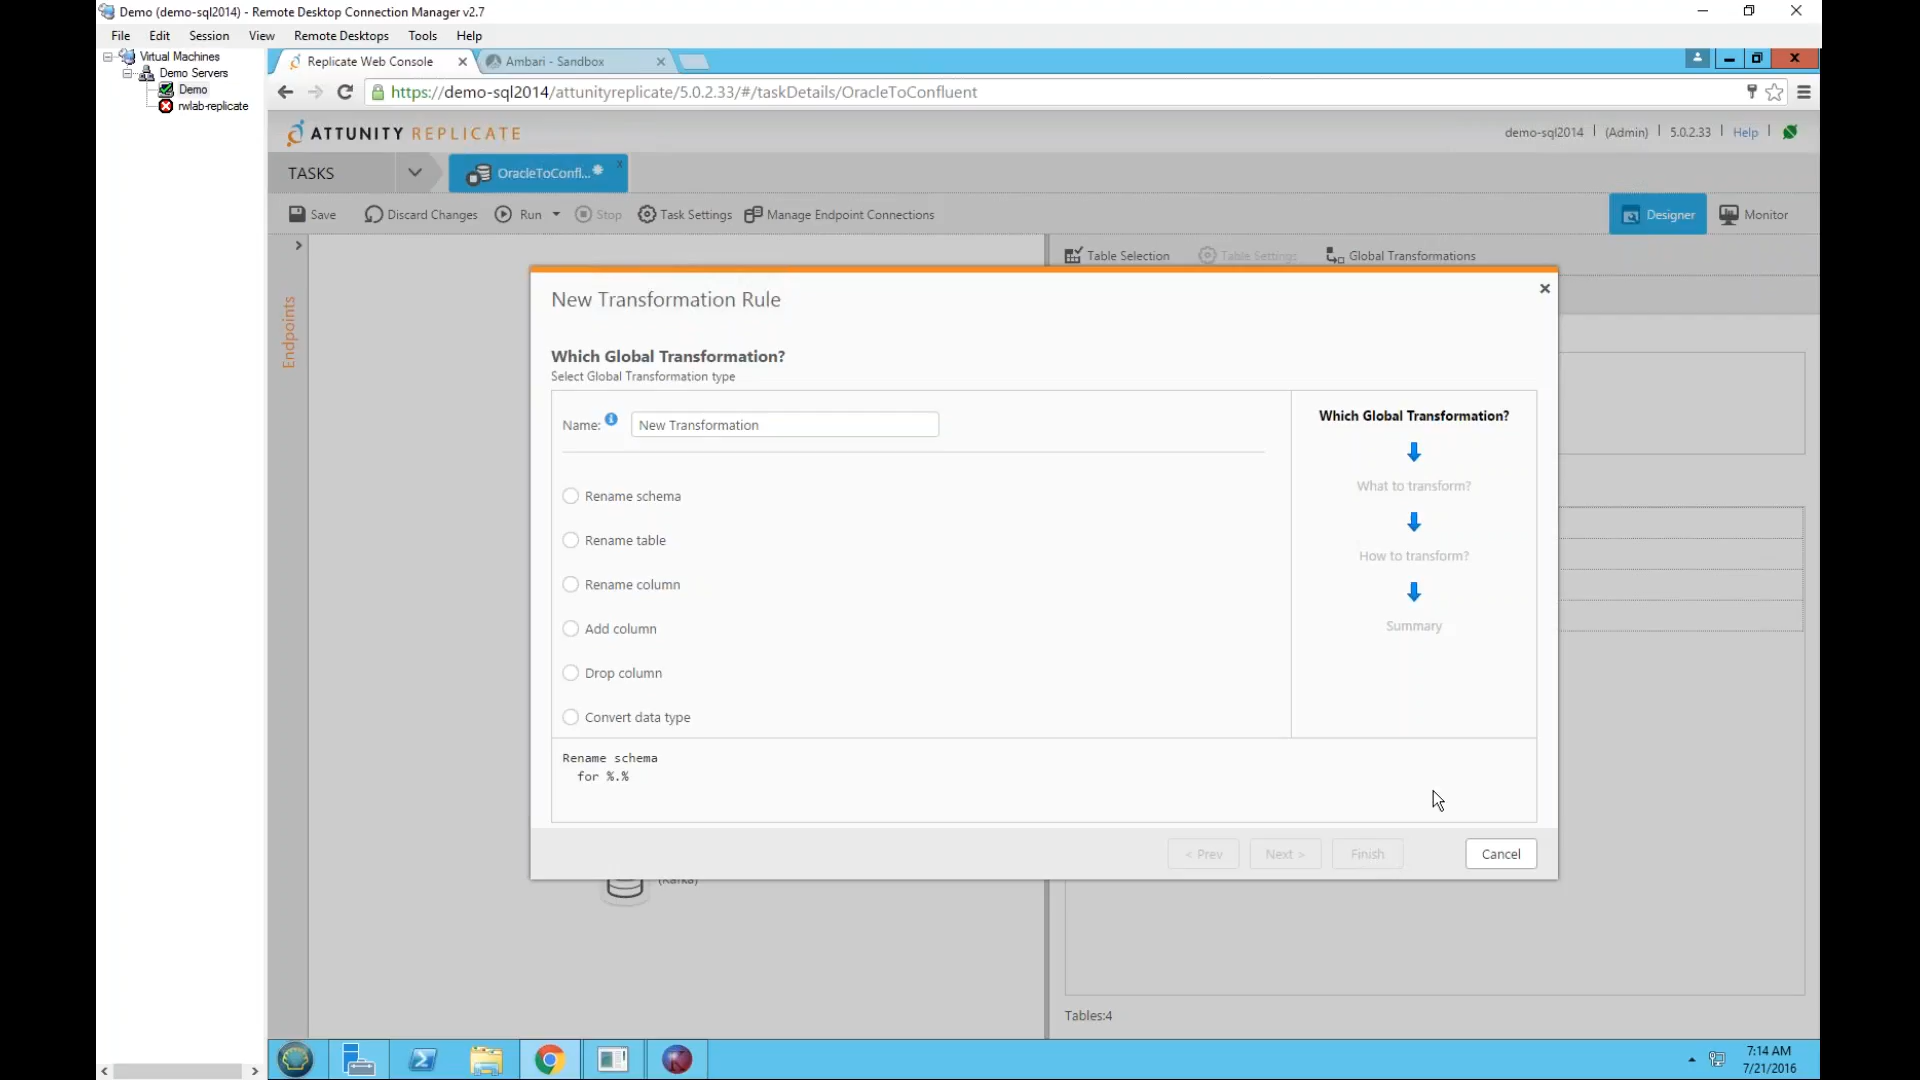 Demo (demo-sql2014) - Remote Desktop Connection Manager v2.7
File Edit Session View Remote Desktops Tools Help
Virtual Machines
Demo Servers
Demo
rwlab-replicate
Replicate Web Console
Ambari - Sandbox
https://demo-sql2014/attunityreplicate/5.0.2.33/#/taskDetails/OracleToConfluent
ATTUNITY REPLICATE
demo-sql2014 | (Admin) | 5.0.2.33 | Help |
TASKS
OracleToConfl...
Save Discard Changes Run Stop Task Settings Manage Endpoint Connections
Designer Monitor
Endpoints
Table Selection Table Settings Global Transformations
New Transformation Rule
Which Global Transformation?
Select Global Transformation type
Name: New Transformation
Rename schema
Rename table
Rename column
Add column
Drop column
Convert data type
Which Global Transformation?
What to transform?
How to transform?
Summary
Rename schema
for %.%
< Prev Next > Finish Cancel
(Kafka)
Tables:4
7:14 AM
7/21/2016